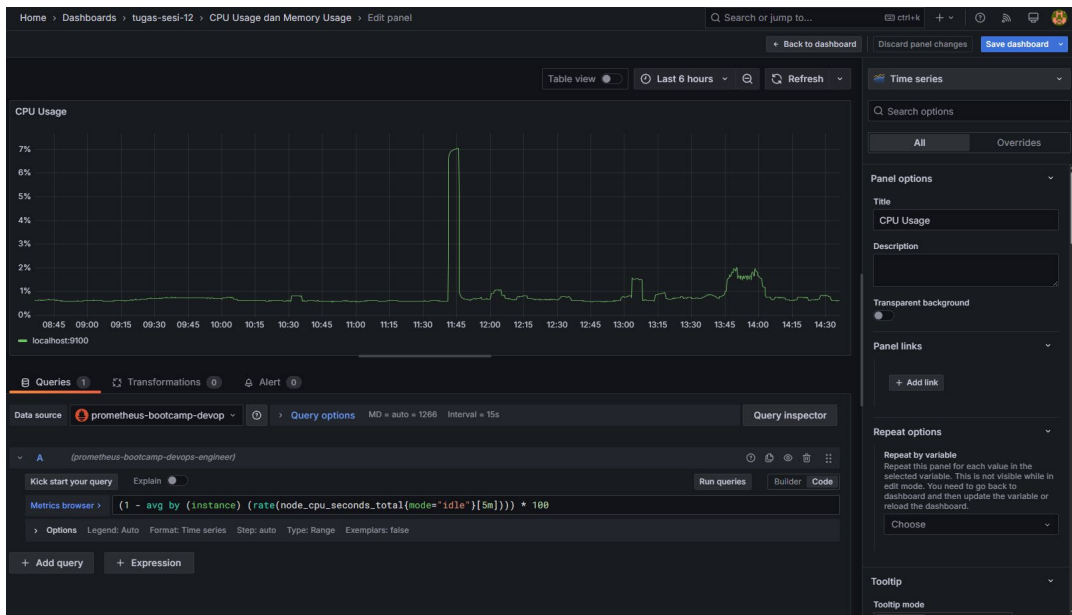 Home › Dashboards › tugas-sesi-12 › CPU Usage dan Memory Usage › Edit panel
Search or jump to...
ctrl+k
← Back to dashboard
Discard panel changes
Save dashboard
Table view
Last 6 hours
Refresh
CPU Usage
7%
6%
5%
4%
3%
2%
1%
0%
08:45 09:00 09:15 09:30 09:45 10:00 10:15 10:30 10:45 11:00 11:15 11:30 11:45 12:00 12:15 12:30 12:45 13:00 13:15 13:30 13:45 14:00 14:15 14:30
localhost:9100
Queries 1
Transformations 0
Alert 0
Data source
prometheus-bootcamp-devop
Query options MD = auto = 1266 Interval = 15s
Query inspector
A (prometheus-bootcamp-devops-engineer)
Kick start your query
Explain
Run queries
Builder Code
Metrics browser >
(1 - avg by (instance) (rate(node_cpu_seconds_total{mode="idle"}[5m]))) * 100
Options Legend: Auto Format: Time series Step: auto Type: Range Exemplars: false
+ Add query
+ Expression
Time series
Search options
All
Overrides
Panel options
Title
CPU Usage
Description
Transparent background
Panel links
+ Add link
Repeat options
Repeat by variable
Repeat this panel for each value in the
selected variable. This is not visible while in
edit mode. You need to go back to
dashboard and then update the variable or
reload the dashboard.
Choose
Tooltip
Tooltip mode